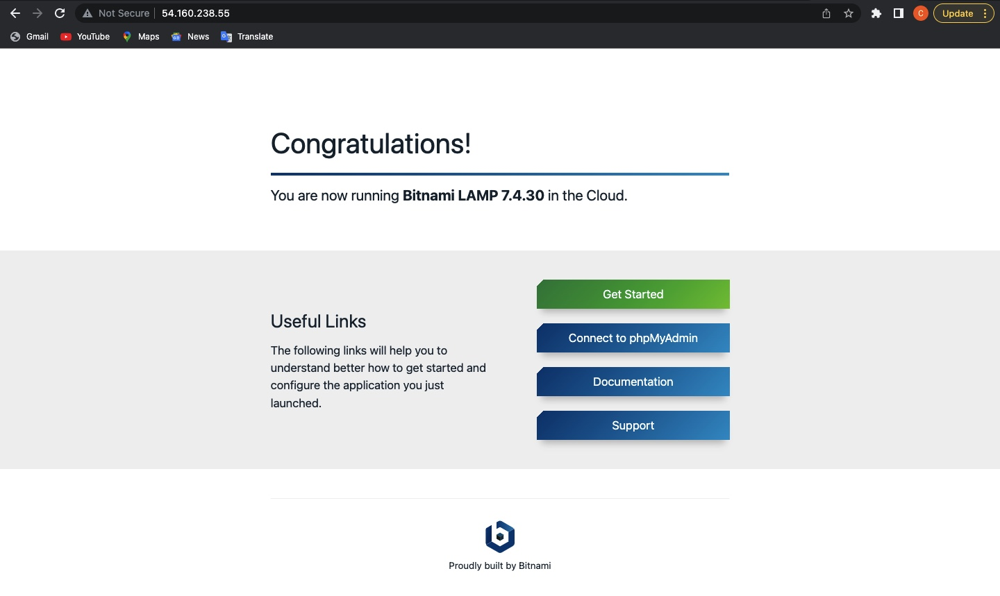 Not Secure 54.160.238.55
C
Update
Gmail YouTube Maps News Translate
Congratulations!
You are now running Bitnami LAMP 7.4.30 in the Cloud.
Useful Links
The following links will help you to
understand better how to get started and
configure the application you just
launched.
Get Started
Connect to phpMyAdmin
Documentation
Support
Proudly built by Bitnami